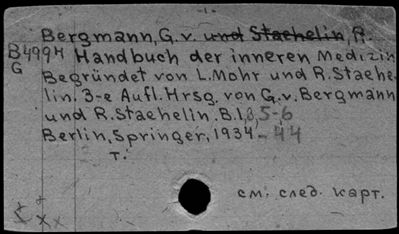 Bergmann, G. v. und Staehelin, R.
B4994 Handbuch der inneren Medizin
G Begründet von L. Mohr und R. Staehe-
lin. 3-e Aufl. Hrsg. von G. v. Bergmann
und R. Staehelin. B. 1, 3, 5-6
Berlin, Springer, 1934-44
т.
см. след. карт.